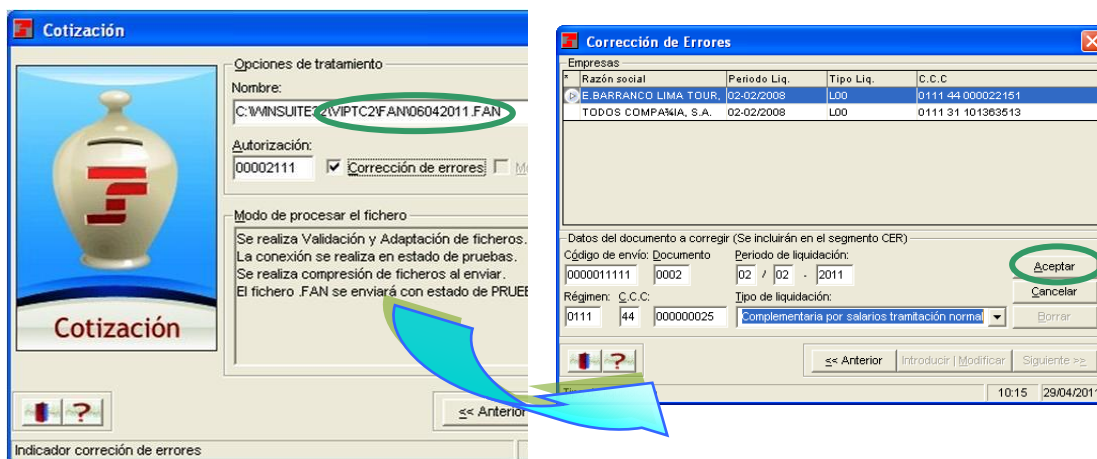 Cotización
Opciones de tratamiento
Nombre:
C:\WINSUITE32\VIPTC2\FAN\06042011.FAN
Autorización:
00002111
Corrección de errores
Modo de procesar el fichero
Se realiza Validación y Adaptación de ficheros.
La conexión se realiza en estado de pruebas.
Se realiza compresión de ficheros al enviar.
El fichero .FAN se enviará con estado de PRUEB
Cotización
<< Anterior
Indicador correción de errores
Corrección de Errores
Empresas
* Razón social Periodo Liq. Tipo Liq. C.C.C
E.BARRANCO LIMA TOUR, 02-02/2008 L00 0111 44 000022151
TODOS COMPA¾IA, S.A. 02-02/2008 L00 0111 31 101363513
Datos del documento a corregir (Se incluirán en el segmento CER)
Código de envío: Documento Periodo de liquidación:
0000011111 0002 02 / 02 - 2011
Aceptar
Régimen: C.C.C: Tipo de liquidación:
Cancelar
0111 44 000000025 Complementaria por salarios tramitación normal
Borrar
<< Anterior Introducir | Modificar Siguiente >>
10:15 29/04/2011